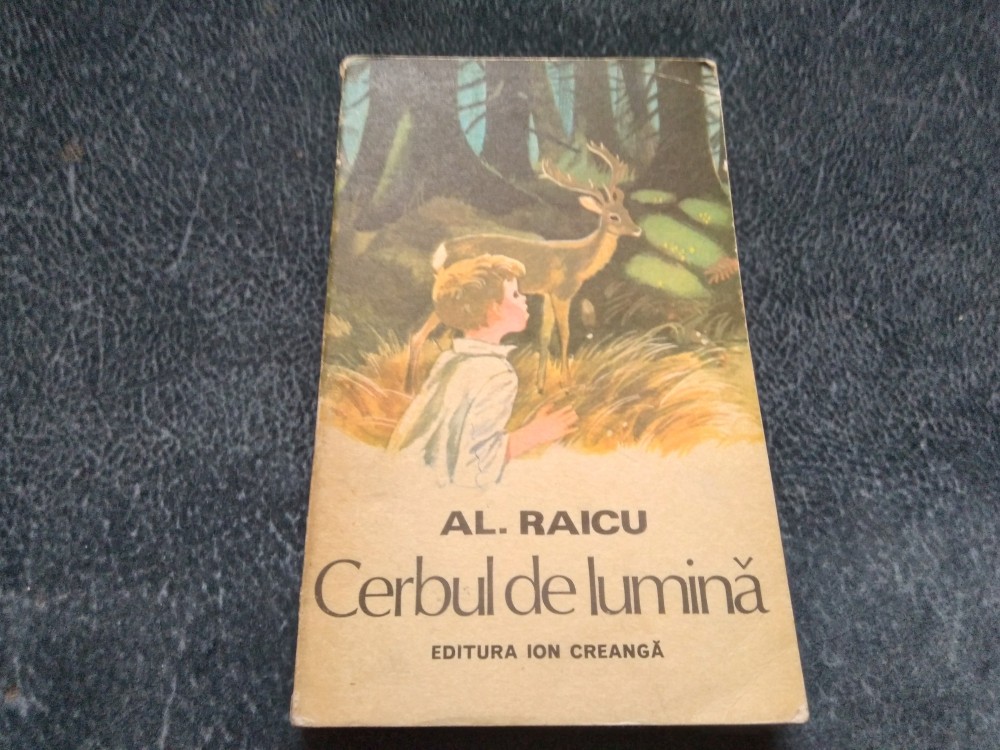 AL. RAICU
Cerbul de lumină
EDITURA ION CREANGĂ